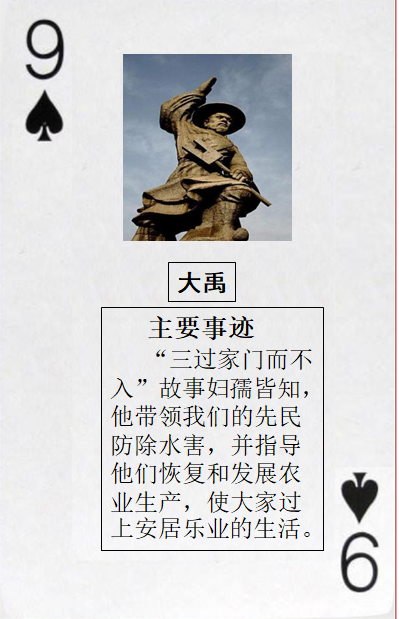 9
大禹
主要事迹
“三过家门而不
入”故事妇孺皆知，
他带领我们的先民
防除水害，并指导
他们恢复和发展农
业生产，使大家过
上安居乐业的生活。
9